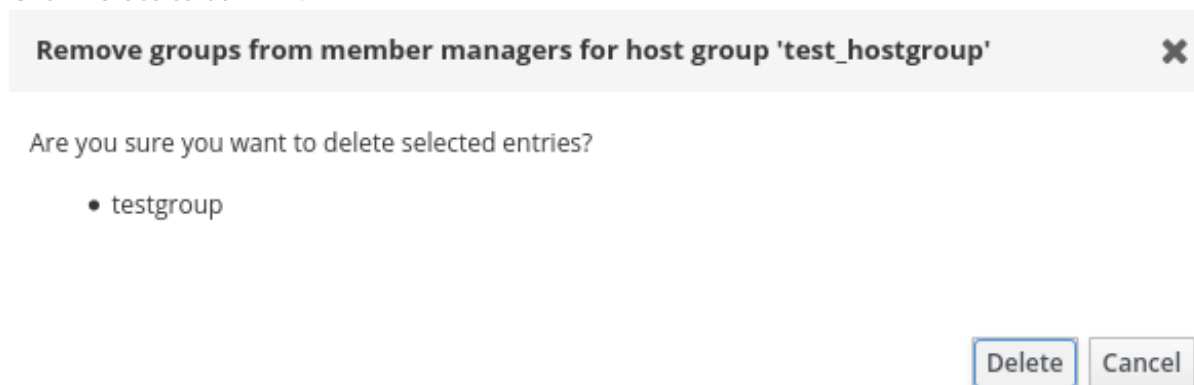 Remove groups from member managers for host group 'test_hostgroup'
Are you sure you want to delete selected entries?
• testgroup
Delete Cancel